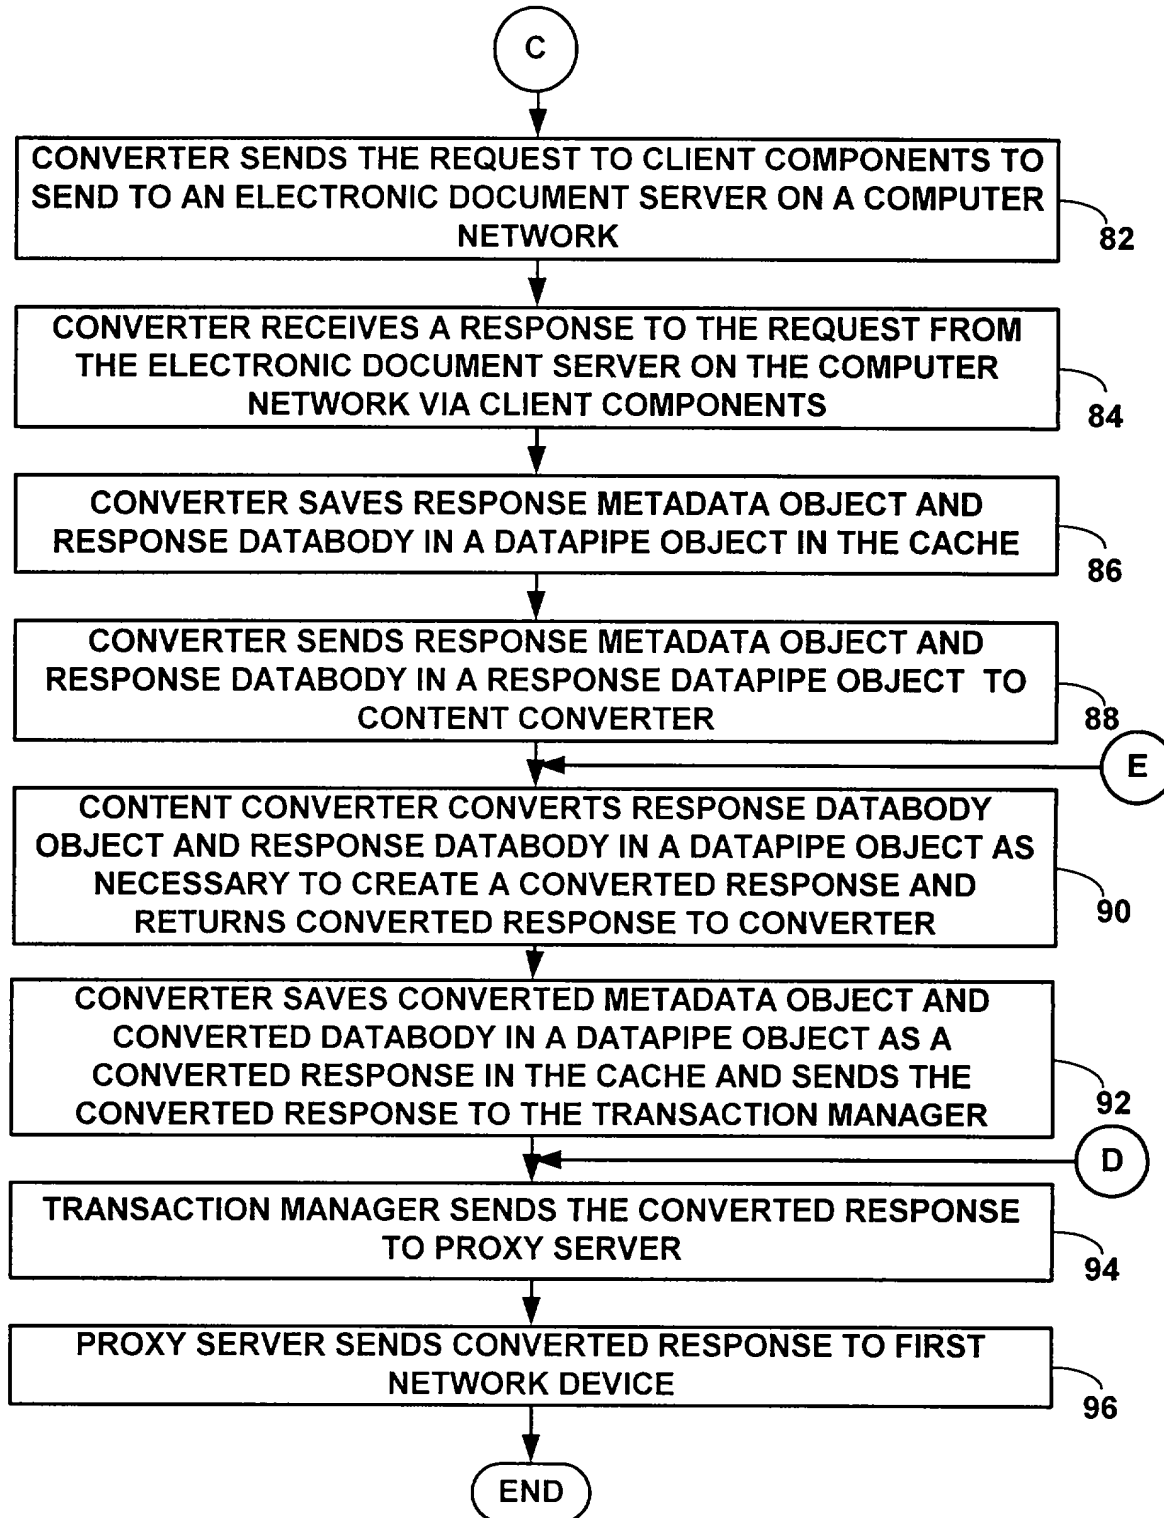 C
CONVERTER SENDS THE REQUEST TO CLIENT COMPONENTS TO
SEND TO AN ELECTRONIC DOCUMENT SERVER ON A COMPUTER
NETWORK
82
CONVERTER RECEIVES A RESPONSE TO THE REQUEST FROM
THE ELECTRONIC DOCUMENT SERVER ON THE COMPUTER
NETWORK VIA CLIENT COMPONENTS
84
CONVERTER SAVES RESPONSE METADATA OBJECT AND
RESPONSE DATABODY IN A DATAPIPE OBJECT IN THE CACHE
86
CONVERTER SENDS RESPONSE METADATA OBJECT AND
RESPONSE DATABODY IN A RESPONSE DATAPIPE OBJECT TO
CONTENT CONVERTER
88
E
CONTENT CONVERTER CONVERTS RESPONSE DATABODY
OBJECT AND RESPONSE DATABODY IN A DATAPIPE OBJECT AS
NECESSARY TO CREATE A CONVERTED RESPONSE AND
RETURNS CONVERTED RESPONSE TO CONVERTER
90
CONVERTER SAVES CONVERTED METADATA OBJECT AND
CONVERTED DATABODY IN A DATAPIPE OBJECT AS A
CONVERTED RESPONSE IN THE CACHE AND SENDS THE
CONVERTED RESPONSE TO THE TRANSACTION MANAGER
92
D
TRANSACTION MANAGER SENDS THE CONVERTED RESPONSE
TO PROXY SERVER
94
PROXY SERVER SENDS CONVERTED RESPONSE TO FIRST
NETWORK DEVICE
96
END